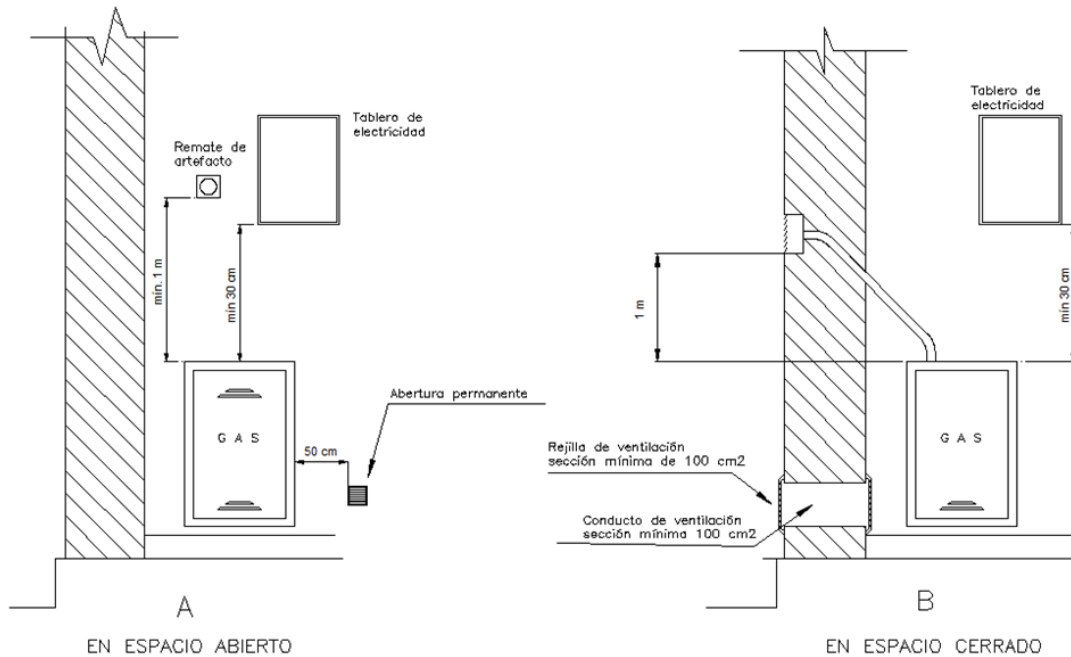 Tablero de
electricidad
Remate de
artefacto
mín. 1 m
mín 30 cm
G A S
50 cm
Abertura permanente
A
EN ESPACIO ABIERTO
Tablero de
electricidad
1 m
mín 30 cm
Rejilla de ventilación
sección mínima de 100 cm2
G A S
Conducto de ventilación
sección mínima 100 cm2
B
EN ESPACIO CERRADO